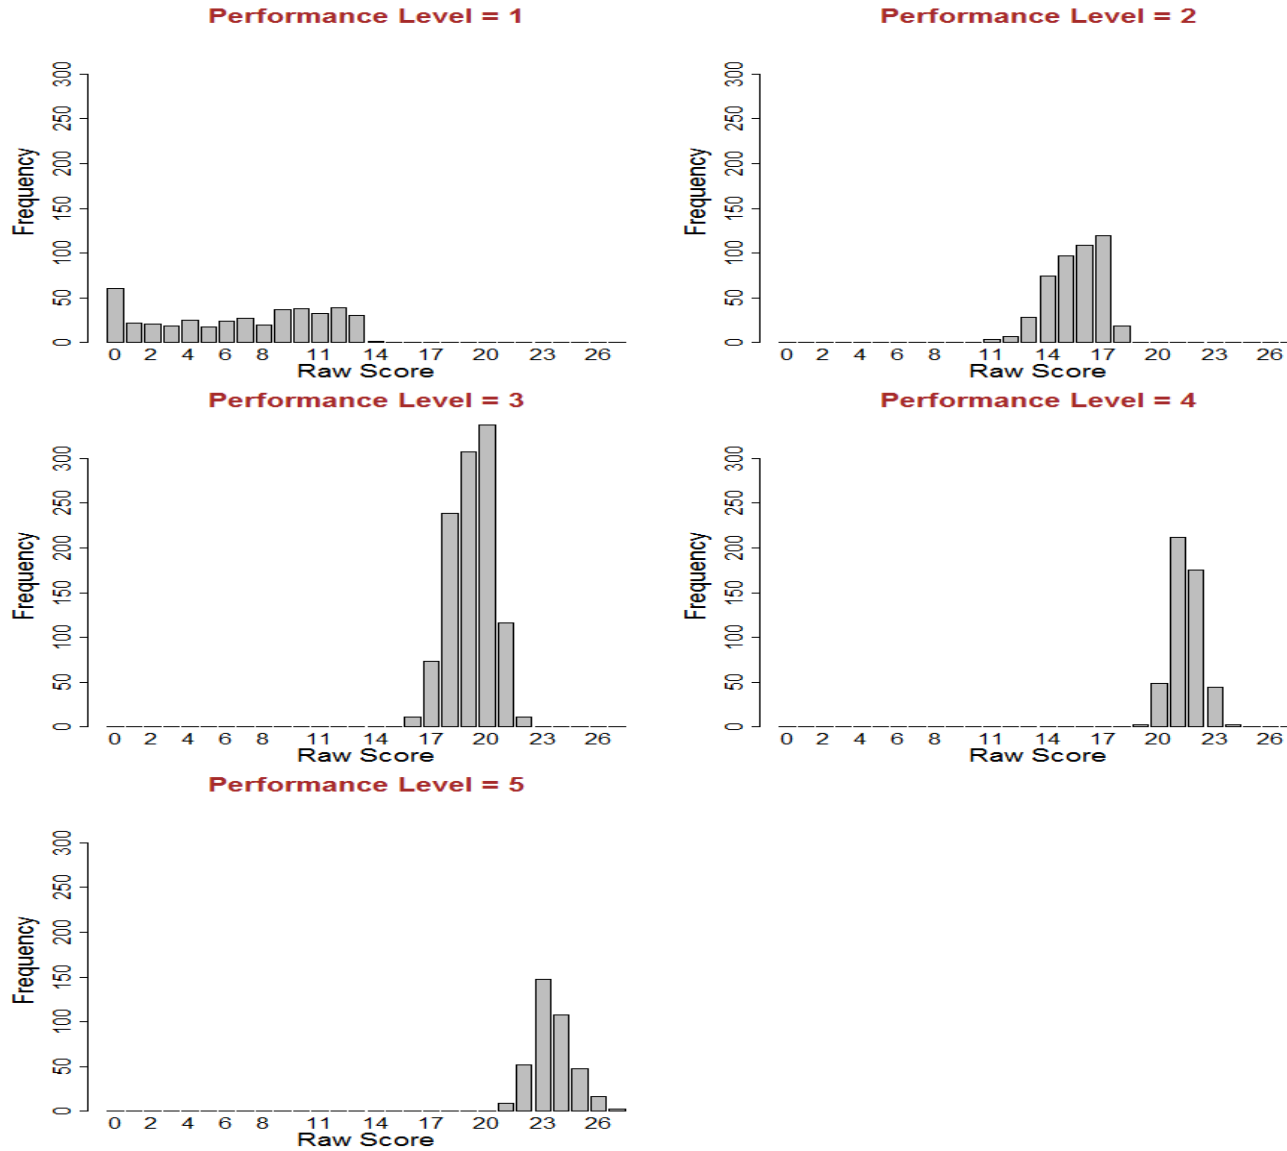 Performance Level = 1
Frequency
300
250
200
150
100
50
0
0 2 4 6 8 11 14 17 20 23 26
Raw Score
Performance Level = 2
Frequency
300
250
200
150
100
50
0
0 2 4 6 8 11 14 17 20 23 26
Raw Score
Performance Level = 3
Frequency
300
250
200
150
100
50
0
0 2 4 6 8 11 14 17 20 23 26
Raw Score
Performance Level = 4
Frequency
300
250
200
150
100
50
0
0 2 4 6 8 11 14 17 20 23 26
Raw Score
Performance Level = 5
Frequency
300
250
200
150
100
50
0
0 2 4 6 8 11 14 17 20 23 26
Raw Score